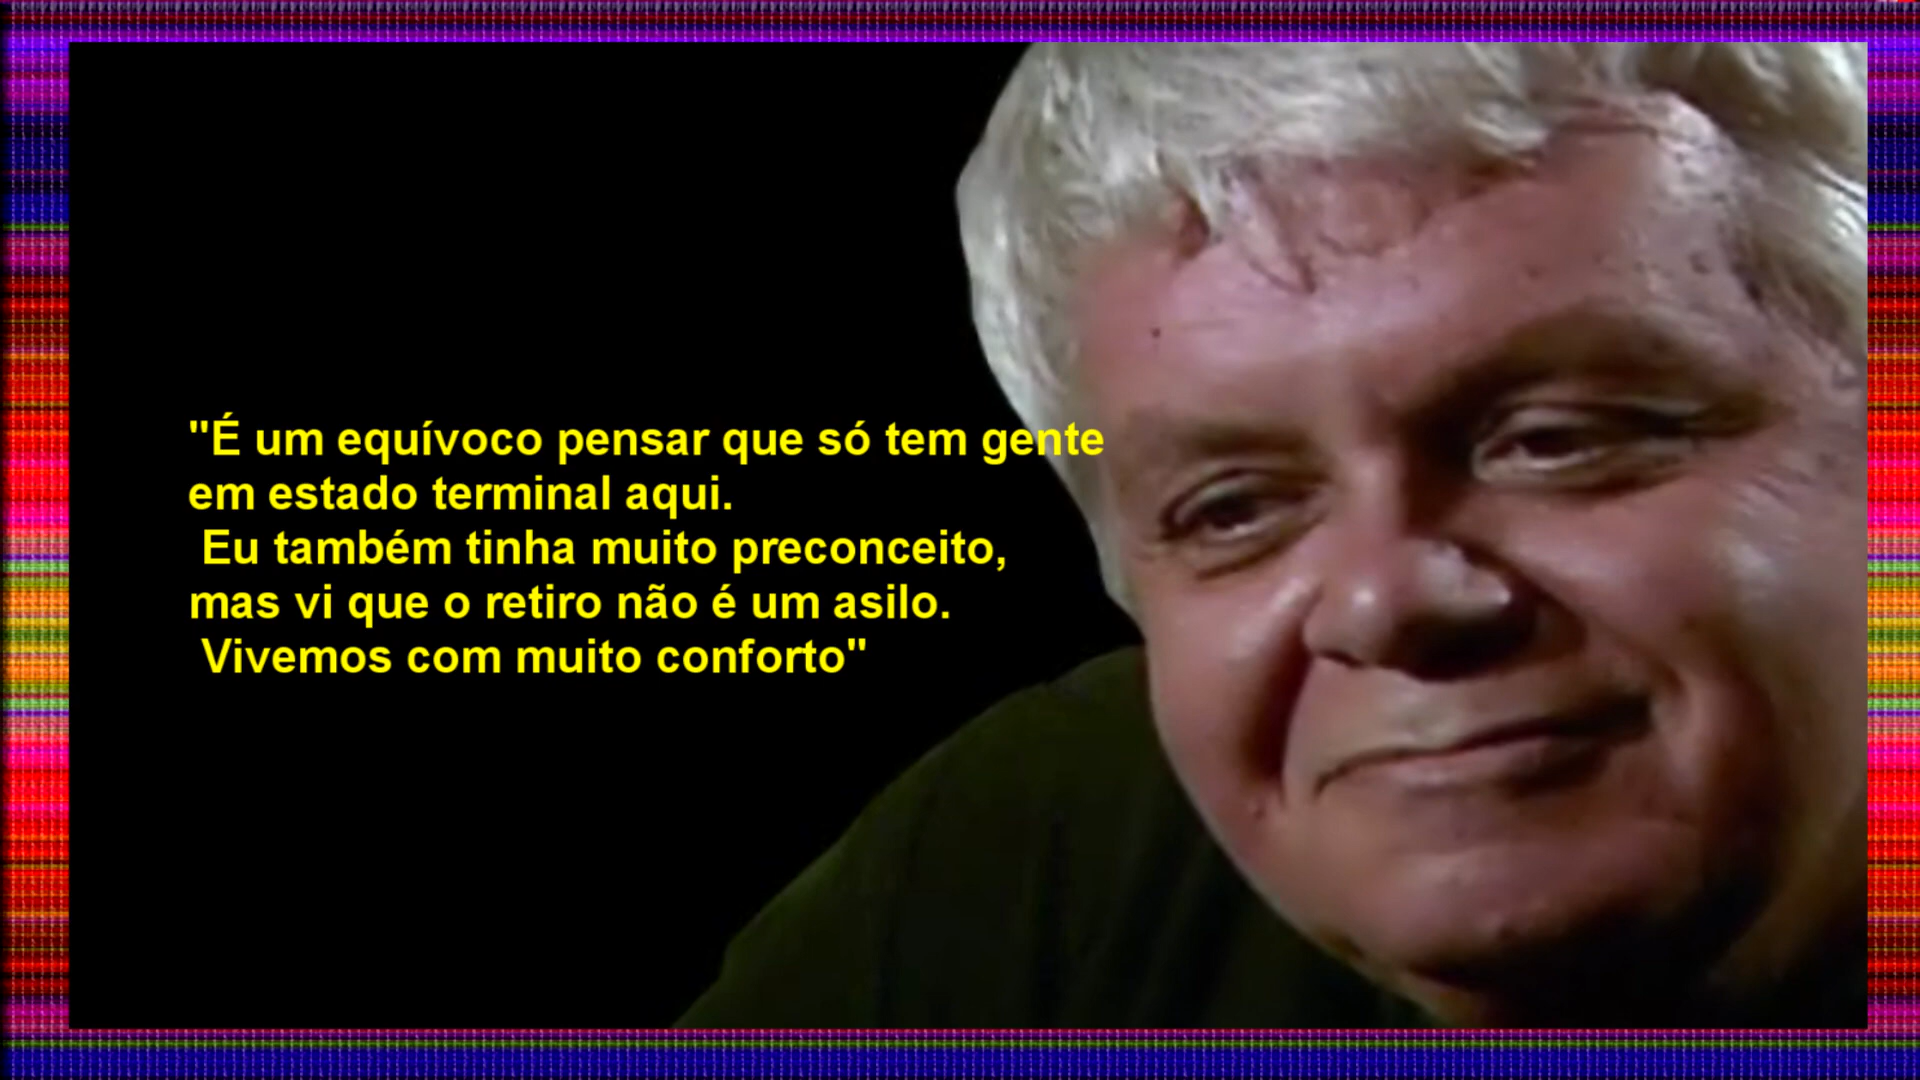 "É um equívoco pensar que só tem gente
em estado terminal aqui.
Eu também tinha muito preconceito,
mas vi que o retiro não é um asilo.
Vivemos com muito conforto"